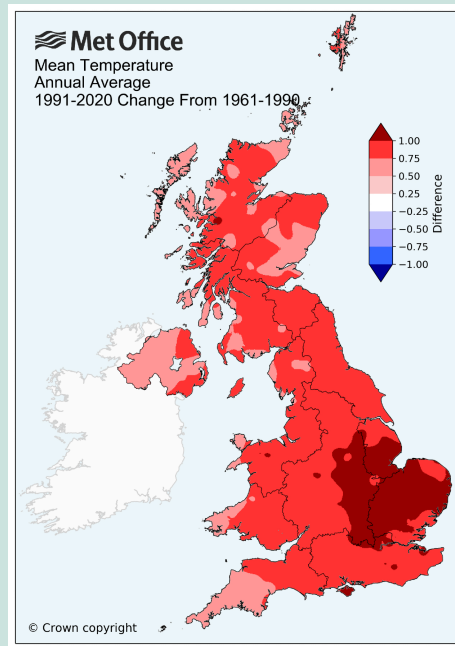 Met Office
Mean Temperature
Annual Average
1991-2020 Change From 1961-1990
1.00
0.75
0.50
0.25
−0.25
−0.50
−0.75
−1.00
Difference
© Crown copyright